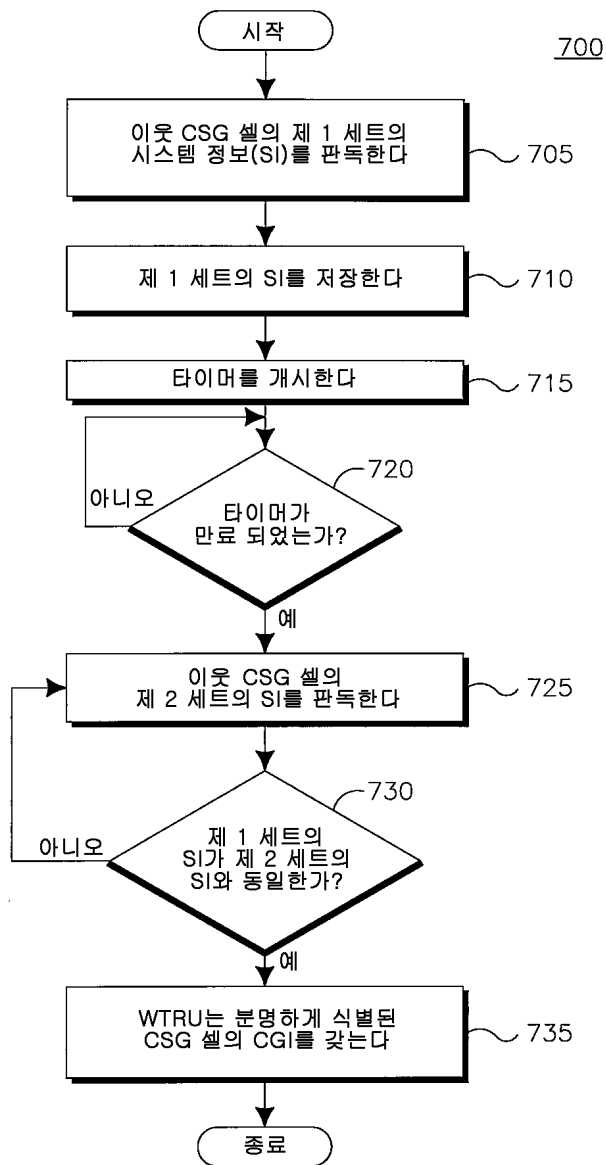 시작
700
이웃 CSG 셀의 제 1 세트의
시스템 정보(SI)를 판독한다
705
제 1 세트의 SI를 저장한다
710
타이머를 개시한다
715
720
아니오
타이머가
만료 되었는가?
예
이웃 CSG 셀의
제 2 세트의 SI를 판독한다
725
730
아니오
제 1 세트의
SI가 제 2 세트의
SI와 동일한가?
예
WTRU는 분명하게 식별된
CSG 셀의 CGI를 갖는다
735
종료